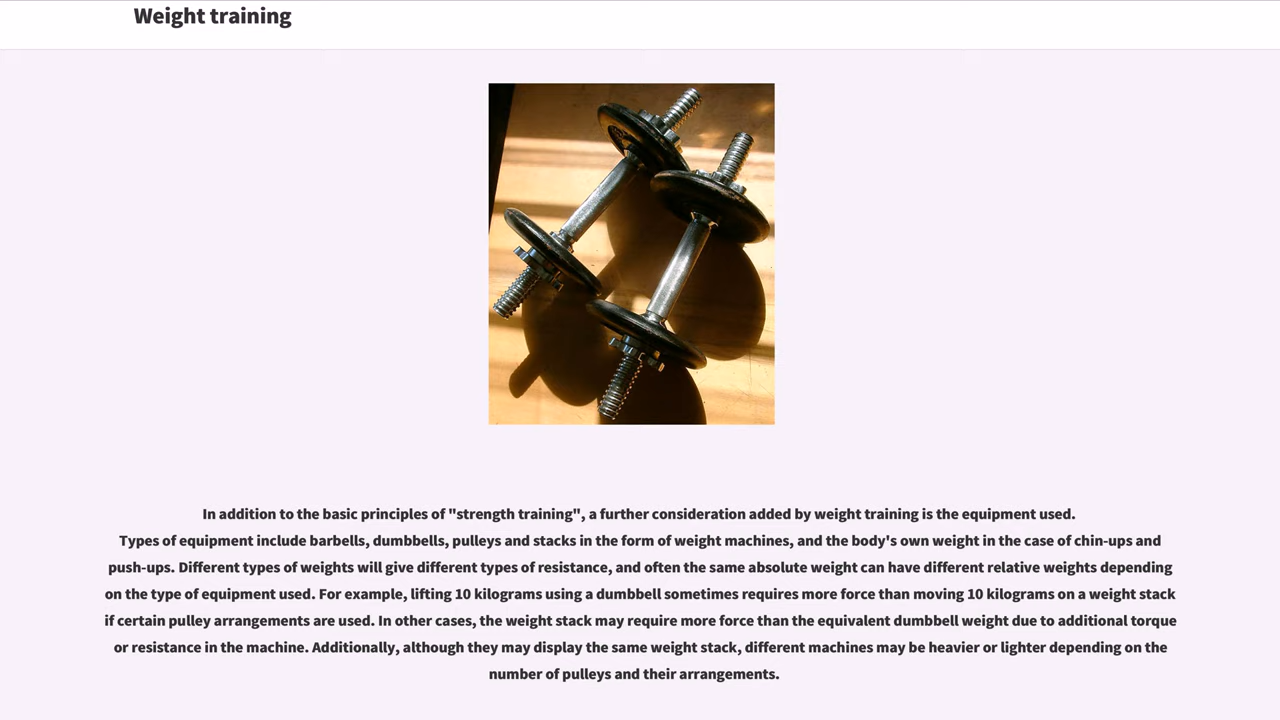 Weight training
In addition to the basic principles of "strength training", a further consideration added by weight training is the equipment used.
Types of equipment include barbells, dumbbells, pulleys and stacks in the form of weight machines, and the body's own weight in the case of chin-ups and
push-ups. Different types of weights will give different types of resistance, and often the same absolute weight can have different relative weights depending
on the type of equipment used. For example, lifting 10 kilograms using a dumbbell sometimes requires more force than moving 10 kilograms on a weight stack
if certain pulley arrangements are used. In other cases, the weight stack may require more force than the equivalent dumbbell weight due to additional torque
or resistance in the machine. Additionally, although they may display the same weight stack, different machines may be heavier or lighter depending on the
number of pulleys and their arrangements.